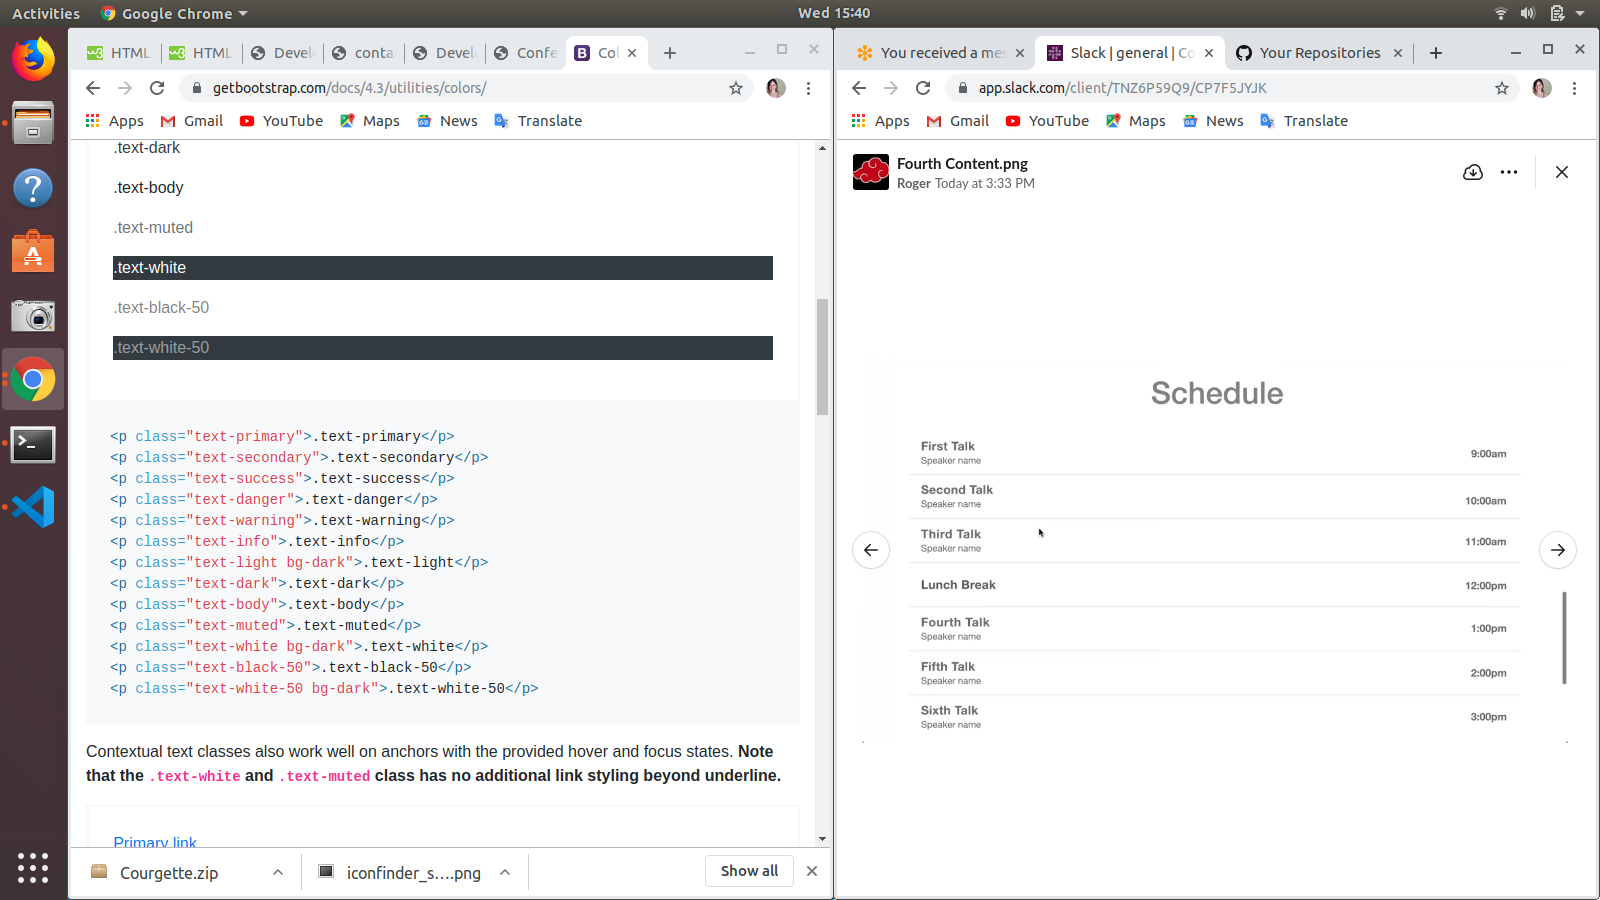 Activities
Google Chrome
Wed 15:40
HTML
HTML
Devel
conta
Devel
Confe
Col
getbootstrap.com/docs/4.3/utilities/colors/
Apps
Gmail
YouTube
Maps
News
Translate
.text-dark
.text-body
.text-muted
.text-white
.text-black-50
.text-white-50
<p class="text-primary">.text-primary</p>
<p class="text-secondary">.text-secondary</p>
<p class="text-success">.text-success</p>
<p class="text-danger">.text-danger</p>
<p class="text-warning">.text-warning</p>
<p class="text-info">.text-info</p>
<p class="text-light bg-dark">.text-light</p>
<p class="text-dark">.text-dark</p>
<p class="text-body">.text-body</p>
<p class="text-muted">.text-muted</p>
<p class="text-white bg-dark">.text-white</p>
<p class="text-black-50">.text-black-50</p>
<p class="text-white-50 bg-dark">.text-white-50</p>
Contextual text classes also work well on anchors with the provided hover and focus states. Note
that the .text-white and .text-muted class has no additional link styling beyond underline.
Primary link
Courgette.zip
iconfinder_s....png
Show all
You received a mes
Slack | general | Co
Your Repositories
app.slack.com/client/TNZ6P59Q9/CP7F5JYJK
Apps
Gmail
YouTube
Maps
News
Translate
Fourth Content.png
Roger Today at 3:33 PM
Schedule
First Talk
Speaker name
9:00am
Second Talk
Speaker name
10:00am
Third Talk
Speaker name
11:00am
Lunch Break
12:00pm
Fourth Talk
Speaker name
1:00pm
Fifth Talk
Speaker name
2:00pm
Sixth Talk
Speaker name
3:00pm